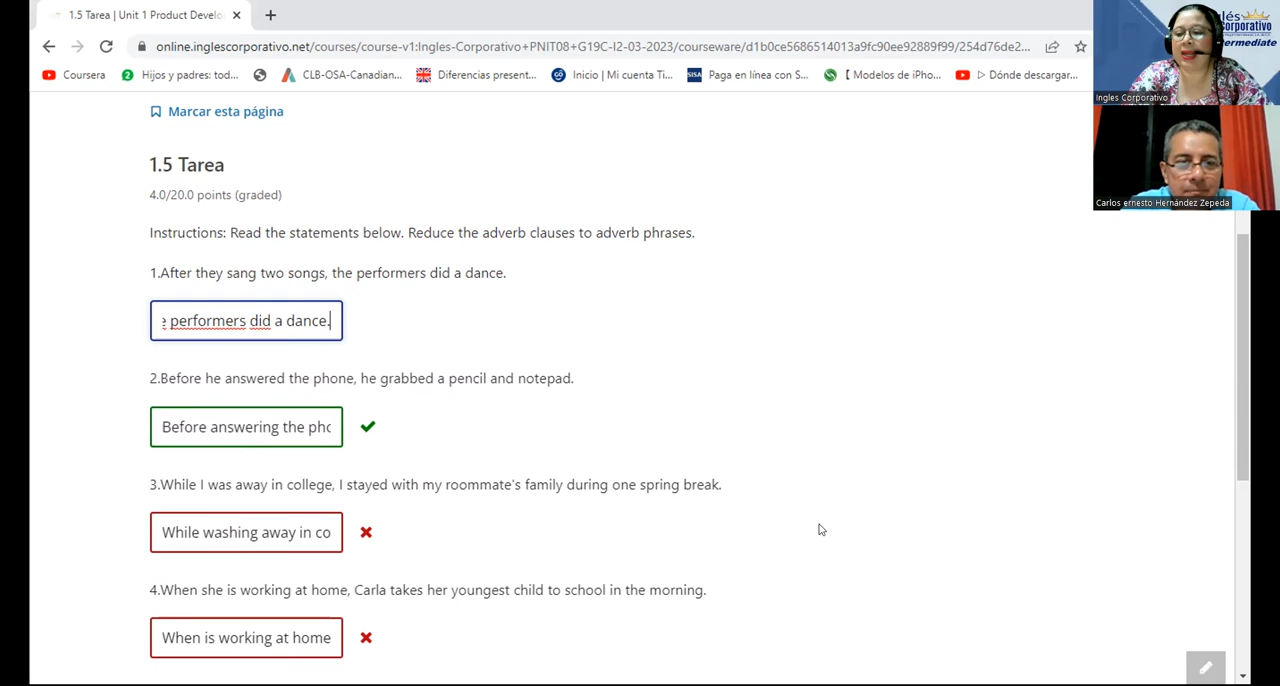 1.5 Tarea | Unit 1 Product Develo
online.inglescorporativo.net/courses/course-v1:Ingles-Corporativo+PNIT08+G19C-I2-03-2023/courseware/d1b0ce5686514013a9fc90ee92889f99/254d76de2...
Coursera
Hijos y padres: tod...
CLB-OSA-Canadian...
Diferencias present...
Inicio | Mi cuenta Ti...
Paga en línea con S...
【 Modelos de iPho...
▷ Dónde descargar...
lés
Corporativo
ermediate
Ingles Corporativo
Carlos ernesto Hernández Zepeda
Marcar esta página
1.5 Tarea
4.0/20.0 points (graded)
Instructions: Read the statements below. Reduce the adverb clauses to adverb phrases.
1.After they sang two songs, the performers did a dance.
e performers did a dance.
2.Before he answered the phone, he grabbed a pencil and notepad.
Before answering the pho
3.While I was away in college, I stayed with my roommate's family during one spring break.
While washing away in co
4.When she is working at home, Carla takes her youngest child to school in the morning.
When is working at home